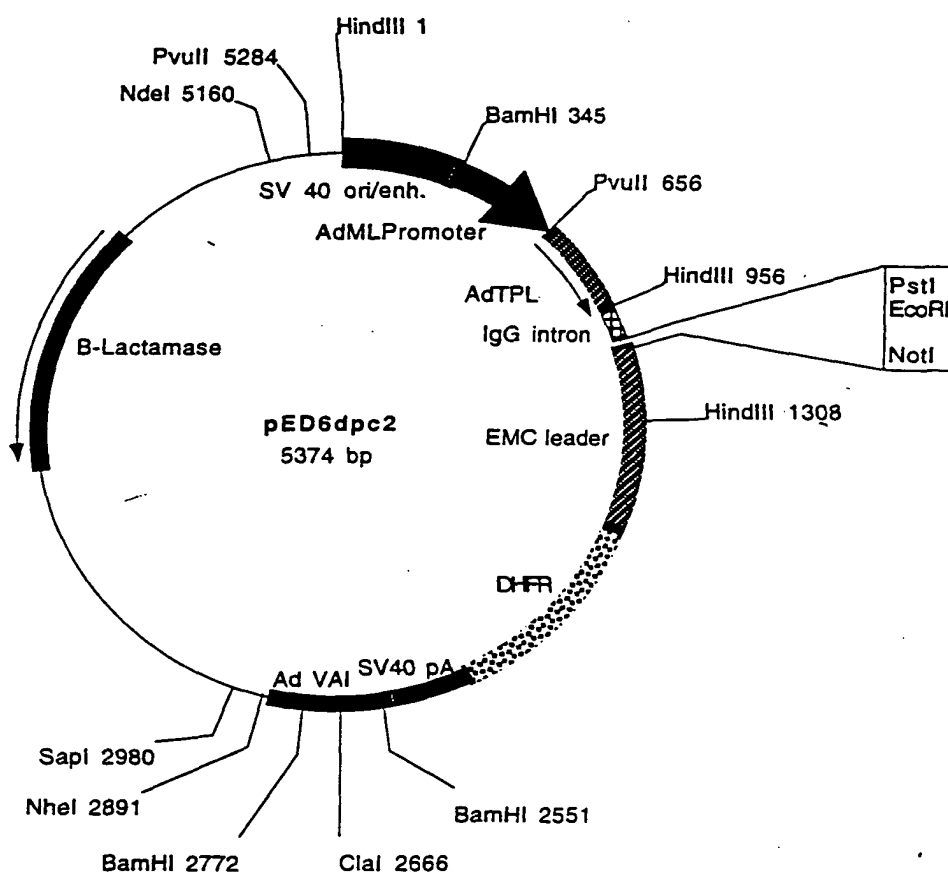 HindIII 1
PvuII 5284
NdeI 5160
BamHI 345
SV 40 ori/enh.
PvuII 656
AdMLPromoter
HindIII 956
PstI
EcoRI
NotI
AdTPL
IgG intron
B-Lactamase
HindIII 1308
pED6dpc2
5374 bp
EMC leader
DHFR
SV40 pA
Ad VAI
SapI 2980
NheI 2891
BamHI 2551
BamHI 2772
ClaI 2666